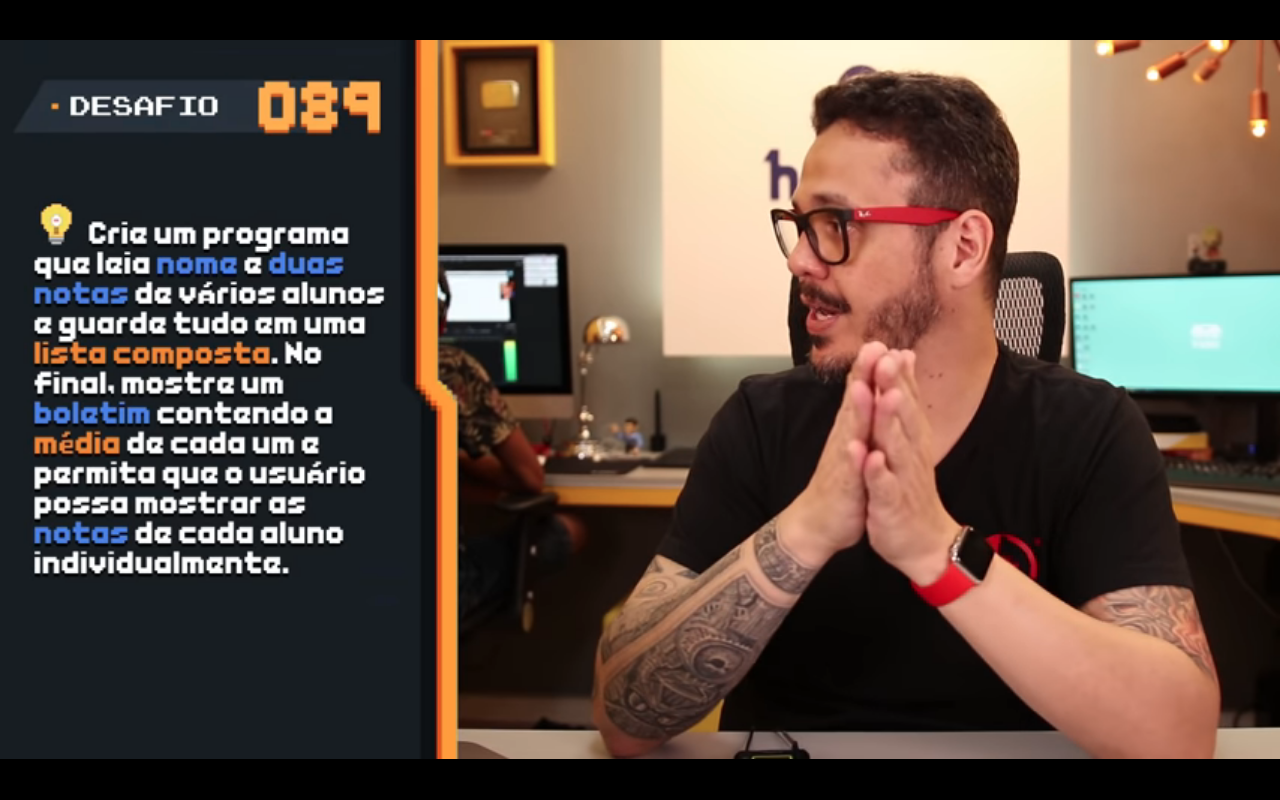 DESAFIO 089
Crie um programa
que leia nome e duas
notas de vários alunos
e guarde tudo em uma
lista composta. No
final, mostre um
boletim contendo a
média de cada um e
permita que o usuário
possa mostrar as
notas de cada aluno
individualmente.
h
Ray-Ban